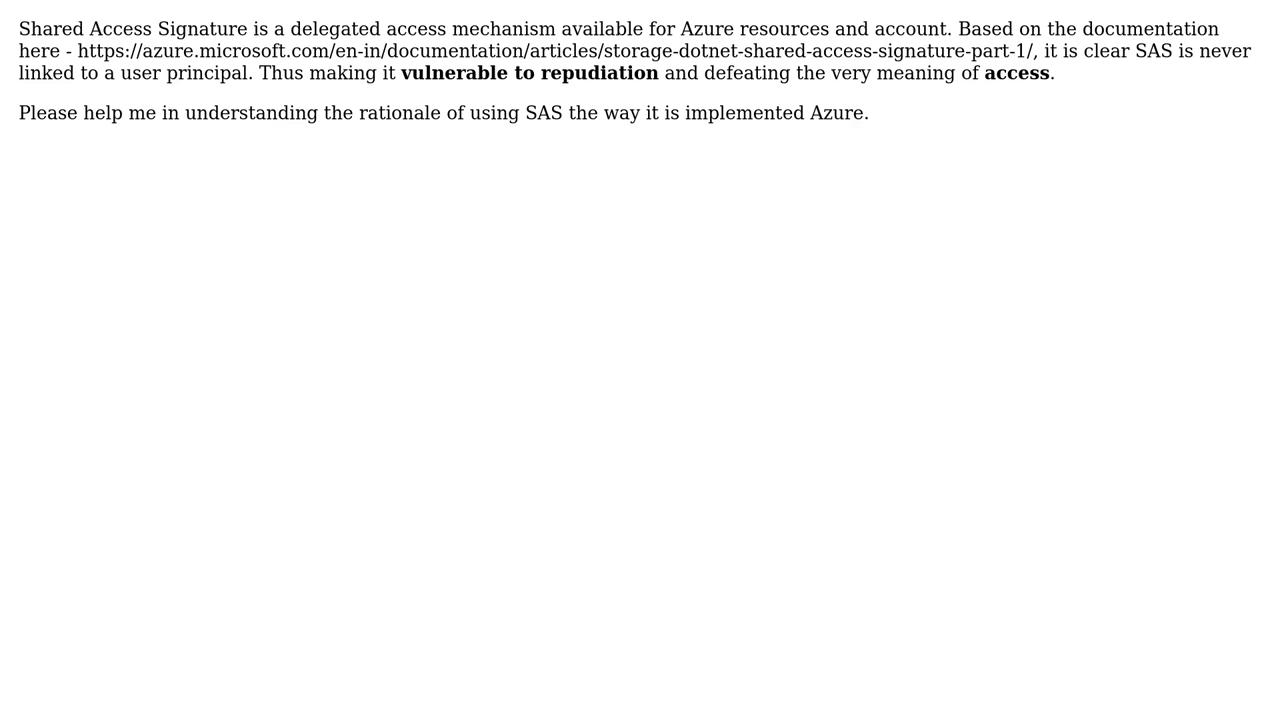 Shared Access Signature is a delegated access mechanism available for Azure resources and account. Based on the documentation
here - https://azure.microsoft.com/en-in/documentation/articles/storage-dotnet-shared-access-signature-part-1/, it is clear SAS is never
linked to a user principal. Thus making it vulnerable to repudiation and defeating the very meaning of access.
Please help me in understanding the rationale of using SAS the way it is implemented Azure.